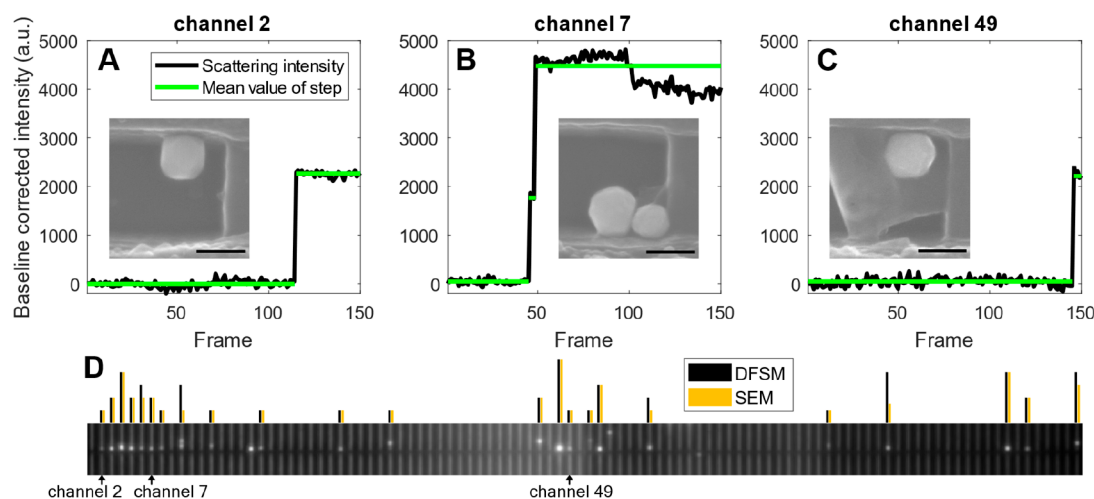 channel 2
channel 7
channel 49
A
B
C
Baseline corrected intensity (a.u.)
5000
4000
3000
2000
1000
0
50
100
150
Frame
Scattering intensity
Mean value of step
5000
4000
3000
2000
1000
0
50
100
150
Frame
5000
4000
3000
2000
1000
0
50
100
150
Frame
D
DFSM
SEM
channel 2
channel 7
channel 49